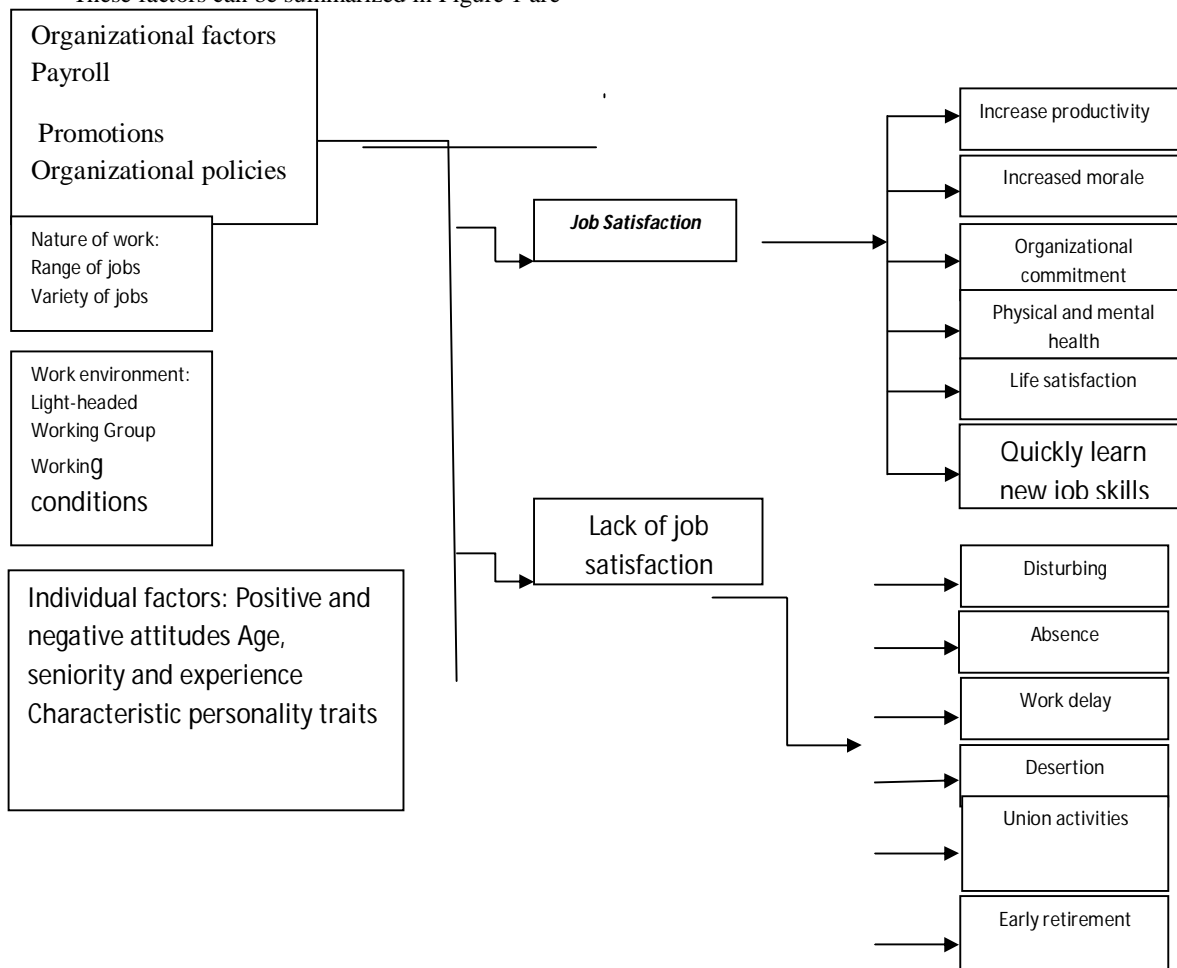 These factors can be summarized in Figure 1 are
Organizational factors
Payroll
Promotions
Organizational policies
Nature of work:
Range of jobs
Variety of jobs
Work environment:
Light-headed
Working Group
Working
conditions
Individual factors: Positive and
negative attitudes Age,
seniority and experience
Characteristic personality traits
Job Satisfaction
Lack of job
satisfaction
Increase productivity
Increased morale
Organizational
commitment
Physical and mental
health
Life satisfaction
Quickly learn
new job skills
Disturbing
Absence
Work delay
Desertion
Union activities
Early retirement